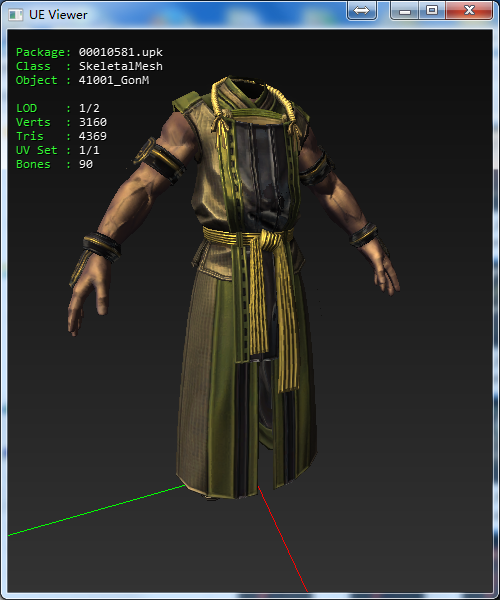 UE Viewer
Package: 00010581.upk
Class : SkeletalMesh
Object : 41001_GonM
LOD : 1/2
Verts : 3160
Tris : 4369
UV Set : 1/1
Bones : 90